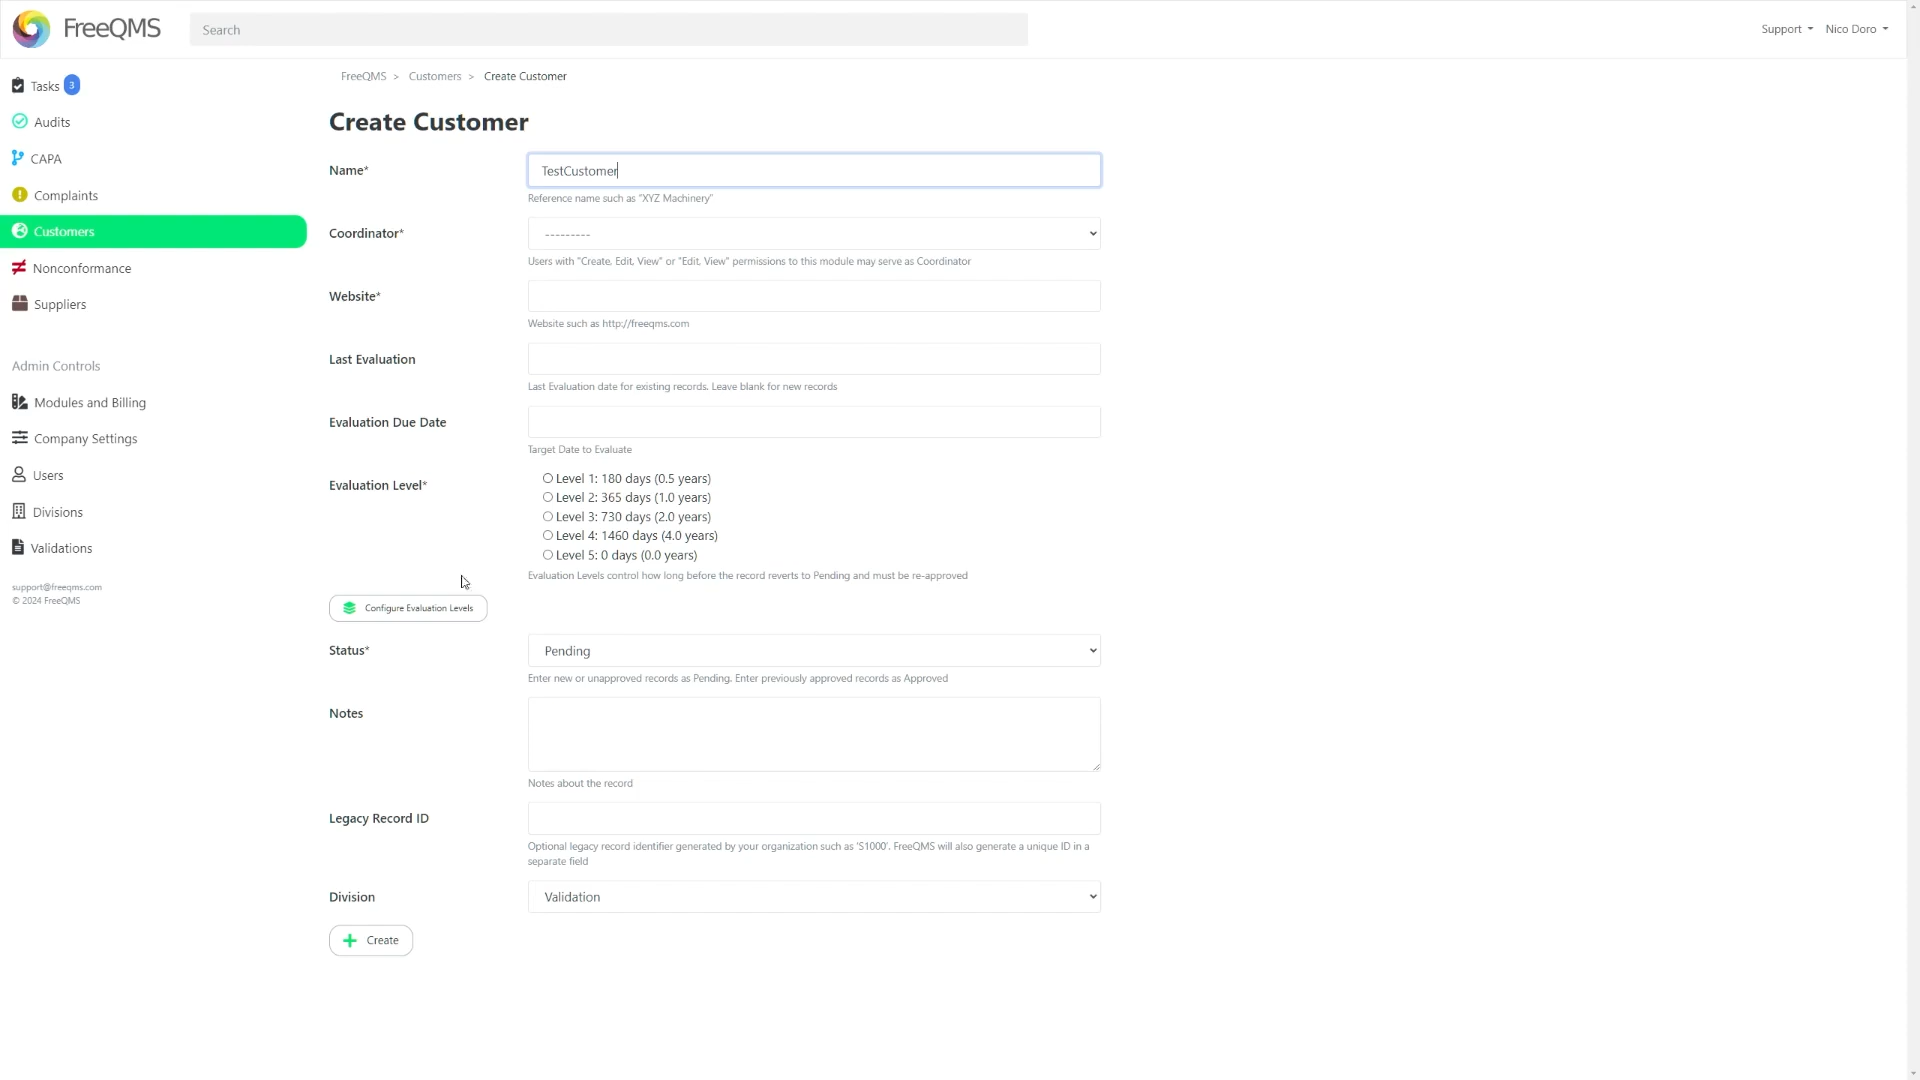 FreeQMS
Search
Support
Nico Doro
Tasks 3
Audits
CAPA
Complaints
Customers
Nonconformance
Suppliers
Admin Controls
Modules and Billing
Company Settings
Users
Divisions
Validations
support@freeqms.com
© 2024 FreeQMS
FreeQMS > Customers > Create Customer
Create Customer
Name*
TestCustomer
Reference name such as "XYZ Machinery"
Coordinator*
---------
Users with "Create, Edit, View" or "Edit, View" permissions to this module may serve as Coordinator
Website*
Website such as http://freeqms.com
Last Evaluation
Last Evaluation date for existing records. Leave blank for new records
Evaluation Due Date
Target Date to Evaluate
Evaluation Level*
Level 1: 180 days (0.5 years)
Level 2: 365 days (1.0 years)
Level 3: 730 days (2.0 years)
Level 4: 1460 days (4.0 years)
Level 5: 0 days (0.0 years)
Evaluation Levels control how long before the record reverts to Pending and must be re-approved
Configure Evaluation Levels
Status*
Pending
Enter new or unapproved records as Pending. Enter previously approved records as Approved
Notes
Notes about the record
Legacy Record ID
Optional legacy record identifier generated by your organization such as 'S1000'. FreeQMS will also generate a unique ID in a
separate field
Division
Validation
Create